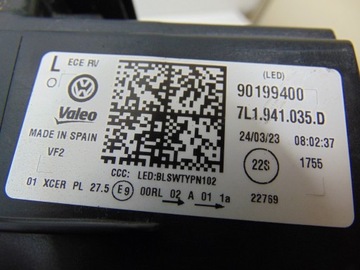 L ECE RV
(LED)
90199400
Valeo
7L1.941.035.D
MADE IN SPAIN
24/03/23 08:02:37
VF2
22S
1755
CCC: LED:BLSWTYPN102
01 XCER PL 27.5 E9 00RL 02 A 01 1a
22769